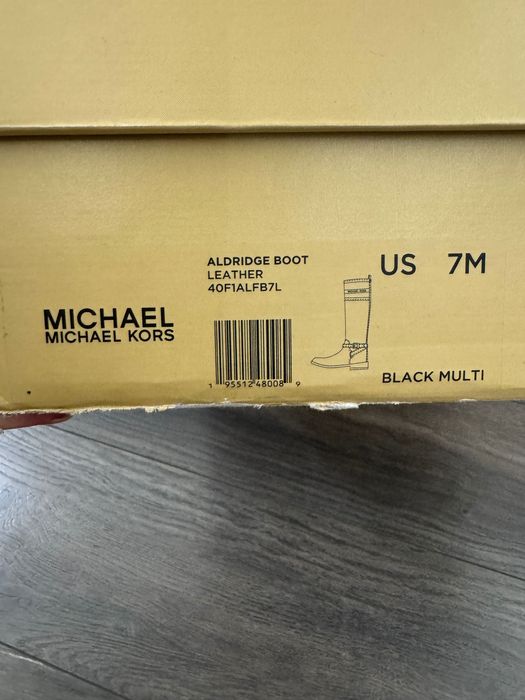 ALDRIDGE BOOT
LEATHER
40F1ALFB7L
US 7M
MICHAEL
MICHAEL KORS
1 95512 48008 9
BLACK MULTI